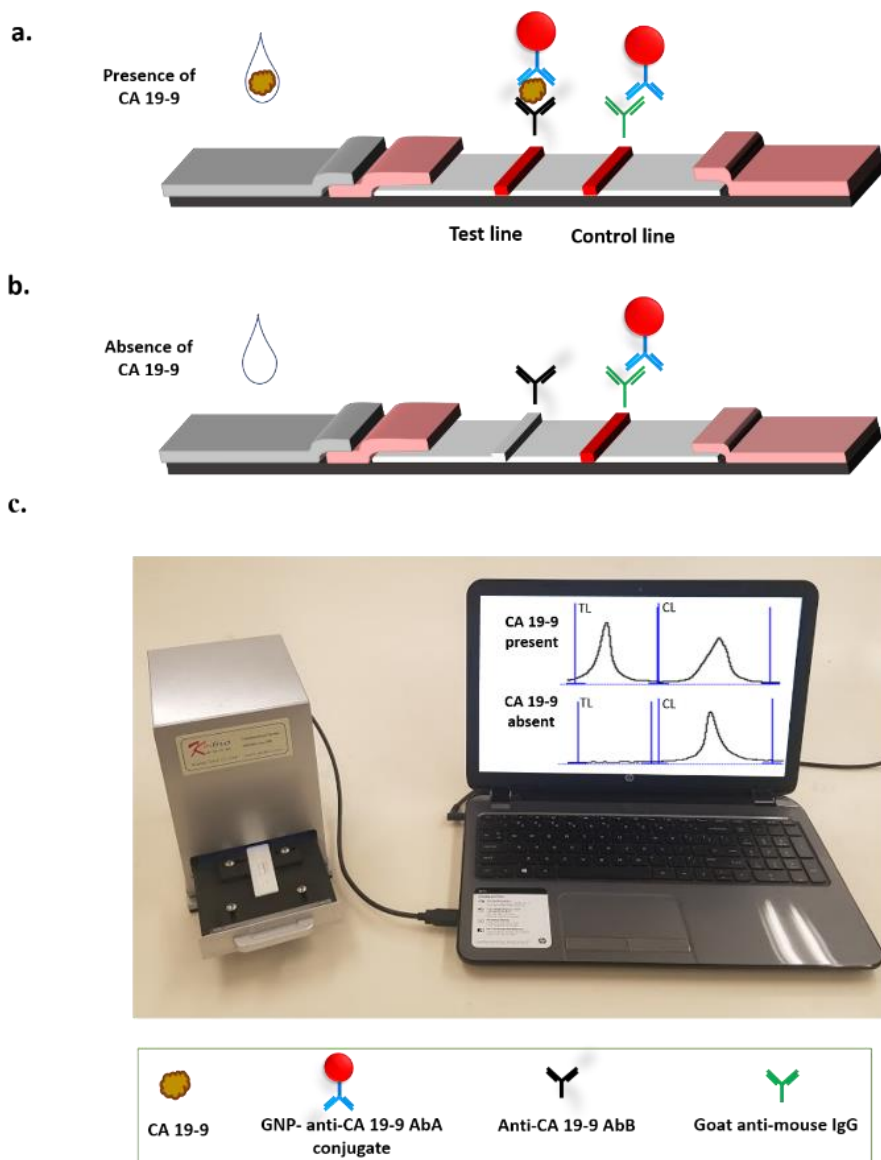 a.
Presence of
CA 19-9
Test line
Control line
b.
Absence of
CA 19-9
c.
TL
CL
CA 19-9
present
CA 19-9
absent
TL
CL
CA 19-9
GNP- anti-CA 19-9 AbA
conjugate
Anti-CA 19-9 AbB
Goat anti-mouse IgG